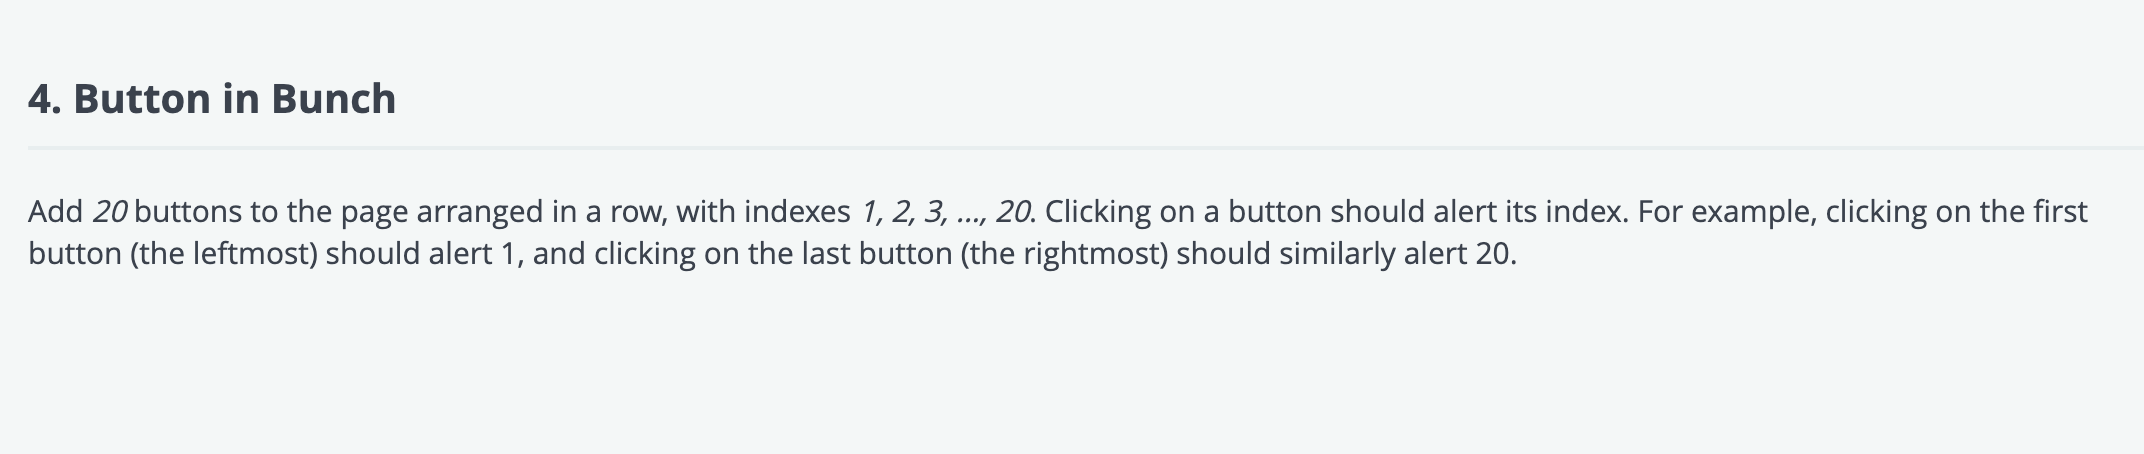 4. Button in Bunch
Add 20 buttons to the page arranged in a row, with indexes 1, 2, 3, ..., 20. Clicking on a button should alert its index. For example, clicking on the first
button (the leftmost) should alert 1, and clicking on the last button (the rightmost) should similarly alert 20.